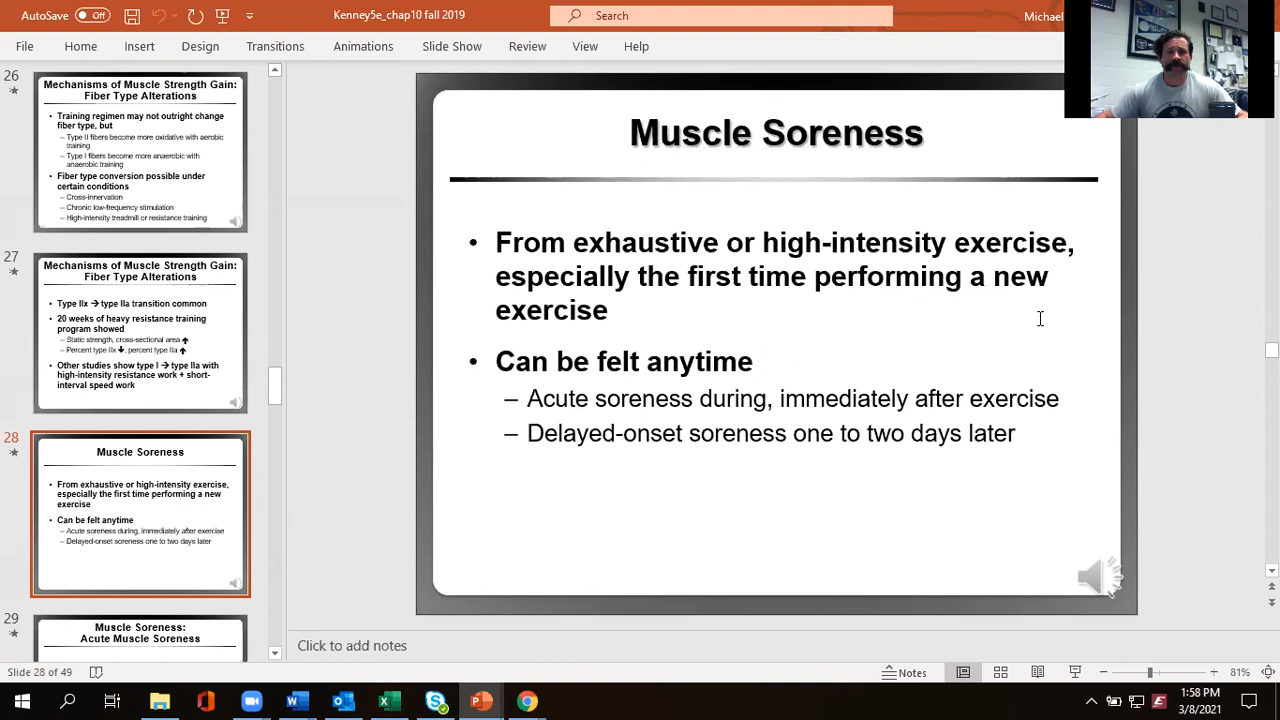 AutoSave Off
Kenney5e_chap10 fall 2019
Search
Michael
File Home Insert Design Transitions Animations Slide Show Review View Help
26
Mechanisms of Muscle Strength Gain:
Fiber Type Alterations
• Training regimen may not outright change
fiber type, but
– Type II fibers become more oxidative with aerobic
training
– Type I fibers become more anaerobic with
anaerobic training
• Fiber type conversion possible under
certain conditions
– Cross-innervation
– Chronic low-frequency stimulation
– High-intensity treadmill or resistance training
27
Mechanisms of Muscle Strength Gain:
Fiber Type Alterations
• Type IIx → type IIa transition common
• 20 weeks of heavy resistance training
program showed
– Static strength, cross-sectional area ↑
– Percent type IIx ↓, percent type IIa ↑
• Other studies show type I → type IIa with
high-intensity resistance work + short-
interval speed work
28
Muscle Soreness
• From exhaustive or high-intensity exercise,
especially the first time performing a new
exercise
• Can be felt anytime
– Acute soreness during, immediately after exercise
– Delayed-onset soreness one to two days later
29
Muscle Soreness:
Acute Muscle Soreness
Muscle Soreness
• From exhaustive or high-intensity exercise,
especially the first time performing a new
exercise
• Can be felt anytime
– Acute soreness during, immediately after exercise
– Delayed-onset soreness one to two days later
Click to add notes
Slide 28 of 49
Notes
81%
1:58 PM
3/8/2021